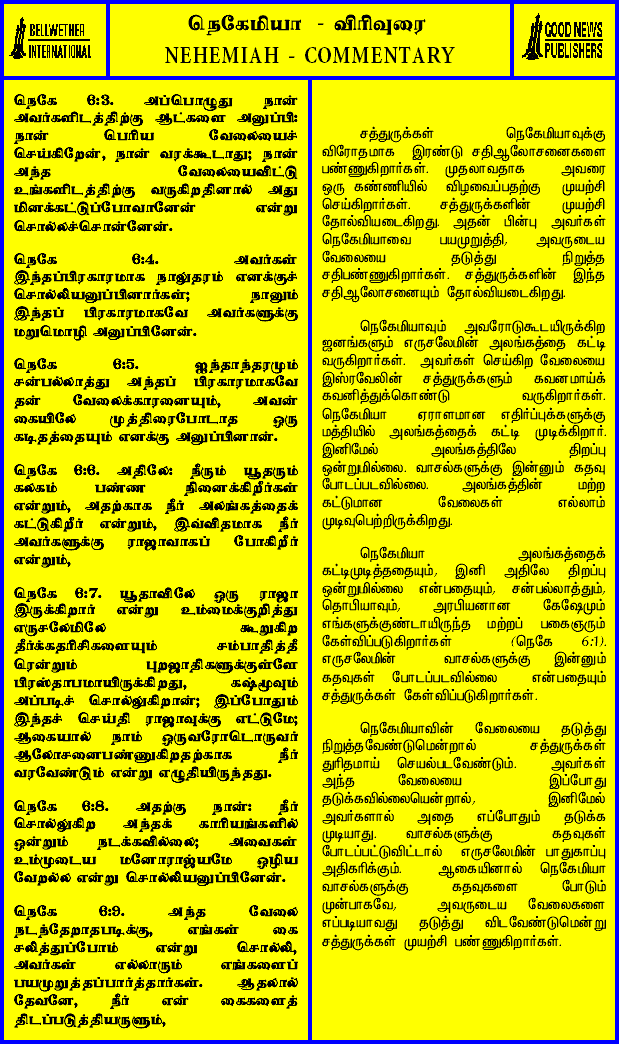 BELLWETHER
INTERNATIONAL
நெகேமியா - விரிவுரை
NEHEMIAH - COMMENTARY
GOOD NEWS
PUBLISHERS
நெகே 6:3. அப்பொழுது நான்
அவர்களிடத்திற்கு ஆட்களை அனுப்பி:
நான் பெரிய வேலையைச்
செய்கிறேன், நான் வரக்கூடாது; நான்
அந்த வேலையைவிட்டு
உங்களிடத்திற்கு வருகிறதினால் அது
மினக்கட்டுப்போவானேன் என்று
சொல்லச்சொன்னேன்.
நெகே 6:4. அவர்கள்
இந்தப்பிரகாரமாக நாலுதரம் எனக்குச்
சொல்லியனுப்பினார்கள்; நானும்
இந்தப் பிரகாரமாகவே அவர்களுக்கு
மறுமொழி அனுப்பினேன்.
நெகே 6:5. ஐந்தாந்தரமும்
சன்பல்லாத்து அந்தப் பிரகாரமாகவே
தன் வேலைக்காரனையும், அவன்
கையிலே முத்திரைபோடாத ஒரு
கடிதத்தையும் எனக்கு அனுப்பினான்.
நெகே 6:6. அதிலே: நீரும் யூதரும்
கலகம் பண்ண நினைக்கிறீர்கள்
என்றும், அதற்காக நீர் அலங்கத்தைக்
கட்டுகிறீர் என்றும், இவ்விதமாக நீர்
அவர்களுக்கு ராஜாவாகப் போகிறீர்
என்றும்,
நெகே 6:7. யூதாவிலே ஒரு ராஜா
இருக்கிறார் என்று உம்மைக்குறித்து
எருசலேமிலே கூறுகிற
தீர்க்கதரிசிகளையும் சம்பாதித்தீ
ரென்றும் புறஜாதிகளுக்குள்ளே
பிரஸ்தாபமாயிருக்கிறது, கஷ்மூவும்
அப்படிச் சொல்லுகிறான்; இப்போதும்
இந்தச் செய்தி ராஜாவுக்கு எட்டுமே;
ஆகையால் நாம் ஒருவரோடொருவர்
ஆலோசனைபண்ணுகிறதற்காக நீர்
வரவேண்டும் என்று எழுதியிருந்தது.
நெகே 6:8. அதற்கு நான்: நீர்
சொல்லுகிற அந்தக் காரியங்களில்
ஒன்றும் நடக்கவில்லை; அவைகள்
உம்முடைய மனோராஜ்யமே ஒழிய
வேறல்ல என்று சொல்லியனுப்பினேன்.
நெகே 6:9. அந்த வேலை
நடந்தேறாதபடிக்கு, எங்கள் கை
சலித்துப்போம் என்று சொல்லி,
அவர்கள் எல்லாரும் எங்களைப்
பயமுறுத்தப்பார்த்தார்கள். ஆதலால்
தேவனே, நீர் என் கைகளைத்
திடப்படுத்தியருளும்,
சத்துருக்கள் நெகேமியாவுக்கு
விரோதமாக இரண்டு சதிஆலோசனைகளை
பண்ணுகிறார்கள். முதலாவதாக அவரை
ஒரு கண்ணியில் விழவைப்பதற்கு முயற்சி
செய்கிறார்கள். சத்துருக்களின் முயற்சி
தோல்வியடைகிறது. அதன் பின்பு அவர்கள்
நெகேமியாவை பயமுறுத்தி, அவருடைய
வேலையை தடுத்து நிறுத்த
சதிபண்ணுகிறார்கள். சத்துருக்களின் இந்த
சதிஆலோசனையும் தோல்வியடைகிறது.
நெகேமியாவும் அவரோடுகூடயிருக்கிற
ஜனங்களும் எருசலேமின் அலங்கத்தை கட்டி
வருகிறார்கள். அவர்கள் செய்கிற வேலையை
இஸ்ரவேலின் சத்துருக்களும் கவனமாய்க்
கவனித்துக்கொண்டு வருகிறார்கள்.
நெகேமியா ஏராளமான எதிர்ப்புக்களுக்கு
மத்தியில் அலங்கத்தைக் கட்டி முடிக்கிறார்.
இனிமேல் அலங்கத்திலே திறப்பு
ஒன்றுமில்லை. வாசல்களுக்கு இன்னும் கதவு
போடப்படவில்லை. அலங்கத்தின் மற்ற
கட்டுமான வேலைகள் எல்லாம்
முடிவுபெற்றிருக்கிறது.
நெகேமியா அலங்கத்தைக்
கட்டிமுடித்ததையும், இனி அதிலே திறப்பு
ஒன்றுமில்லை என்பதையும், சன்பல்லாத்தும்,
தொபியாவும், அரபியனான கேஷேமும்
எங்களுக்குண்டாயிருந்த மற்றப் பகைஞரும்
கேள்விப்படுகிறார்கள் (நெகே 6:1).
எருசலேமின் வாசல்களுக்கு இன்னும்
கதவுகள் போடப்படவில்லை என்பதையும்
சத்துருக்கள் கேள்விப்படுகிறார்கள்.
நெகேமியாவின் வேலையை தடுத்து
நிறுத்தவேண்டுமென்றால் சத்துருக்கள்
துரிதமாய் செயல்படவேண்டும். அவர்கள்
அந்த வேலையை இப்போது
தடுக்கவில்லையென்றால், இனிமேல்
அவர்களால் அதை எப்போதும் தடுக்க
முடியாது. வாசல்களுக்கு கதவுகள்
போடப்பட்டுவிட்டால் எருசலேமின் பாதுகாப்பு
அதிகரிக்கும். ஆகையினால் நெகேமியா
வாசல்களுக்கு கதவுகளை போடும்
முன்பாகவே, அவருடைய வேலைகளை
எப்படியாவது தடுத்து விடவேண்டுமென்று
சத்துருக்கள் முயற்சி பண்ணுகிறார்கள்.